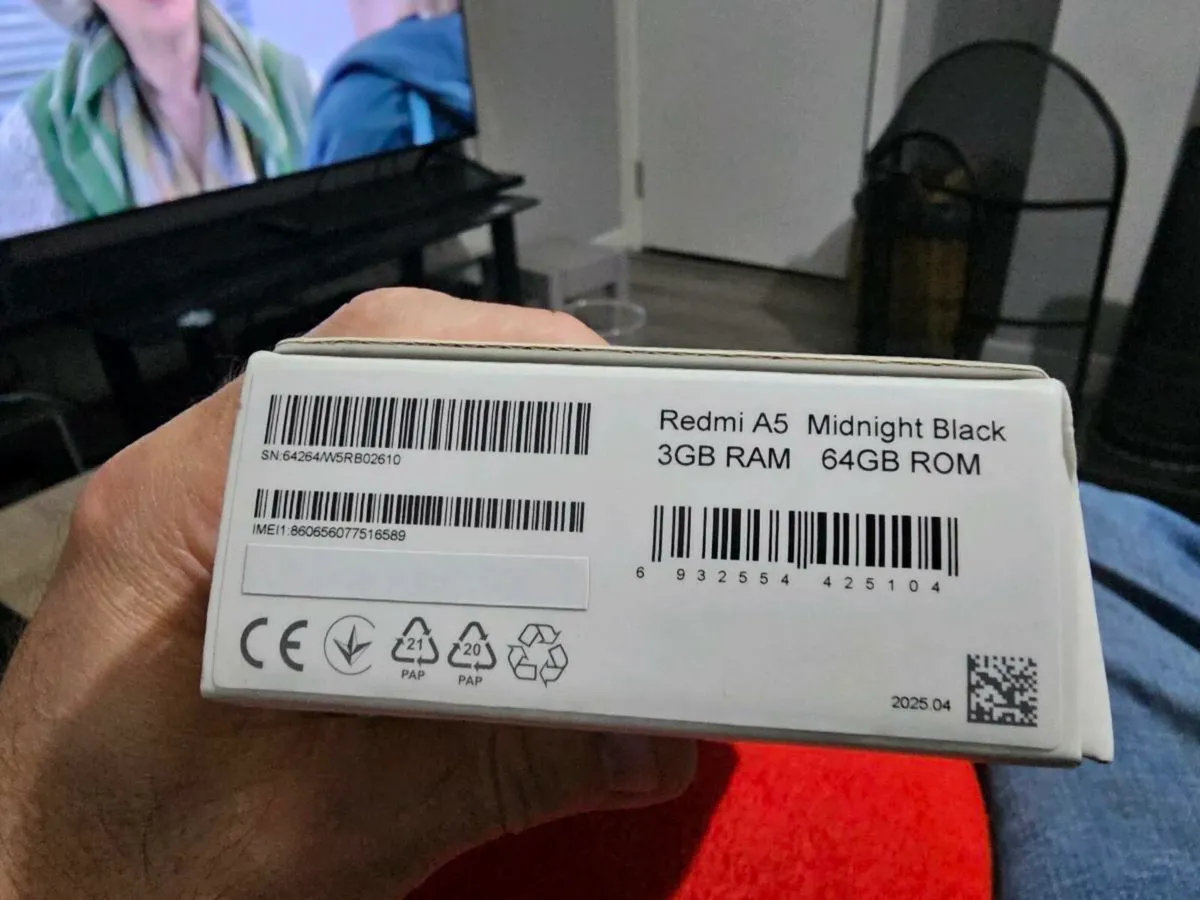 SN:64264/W5RB02610
IMEI1:860656077516589
CE
21
PAP
20
PAP
Redmi A5 Midnight Black
3GB RAM 64GB ROM
6 932554 425104
2025.04